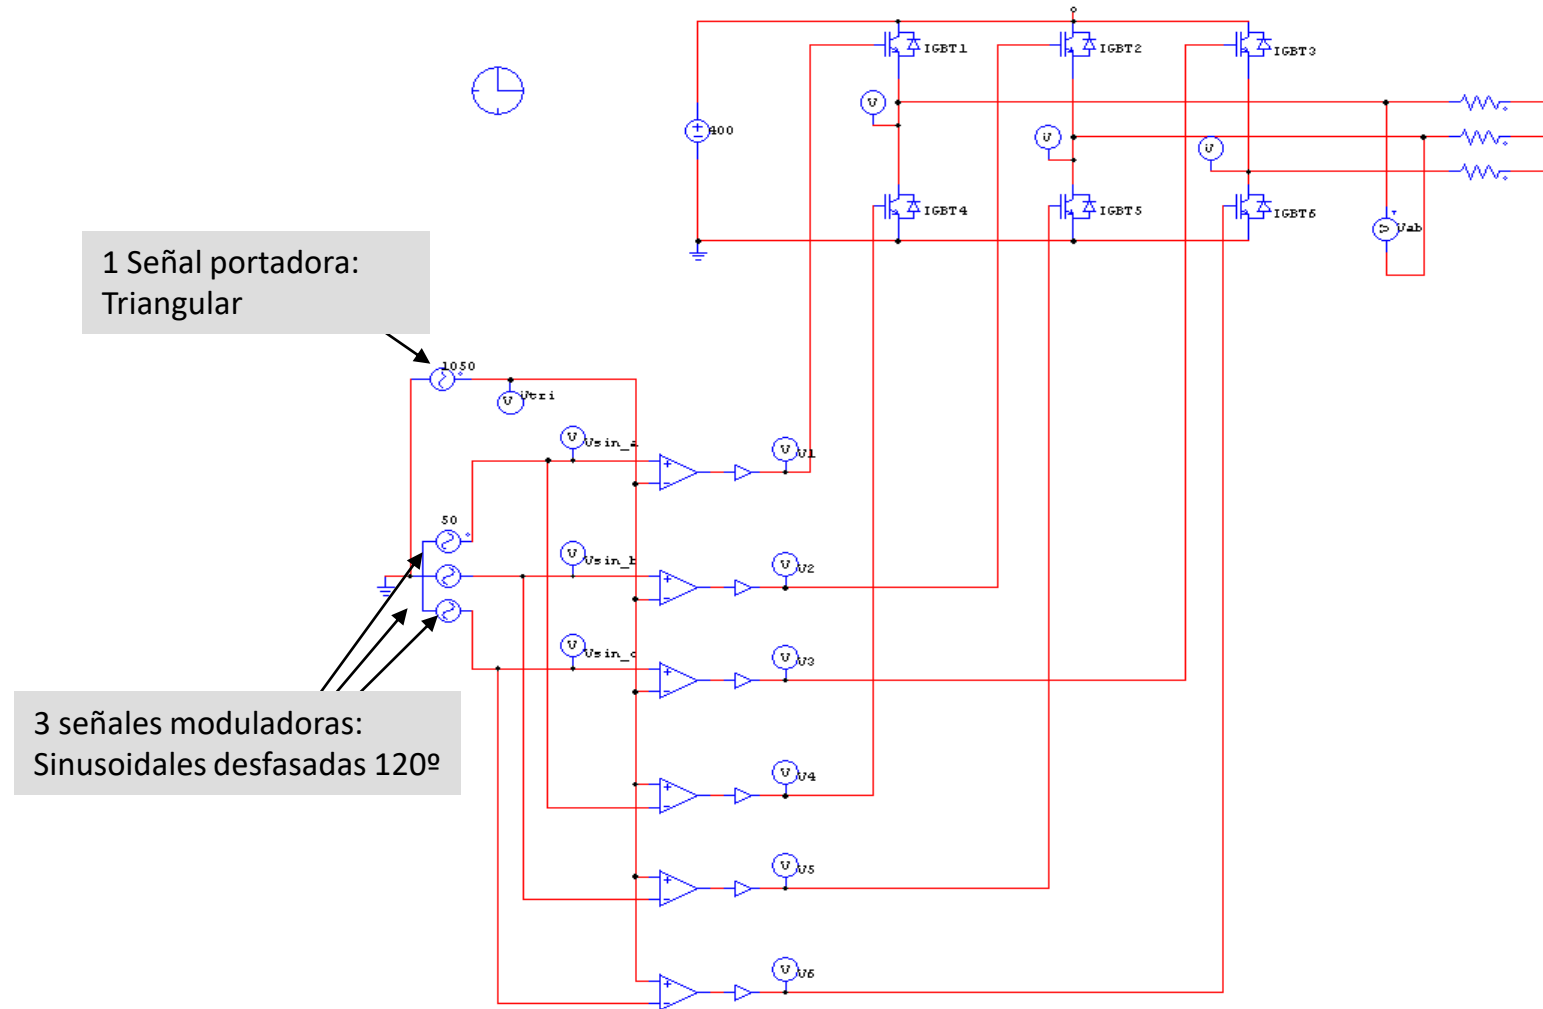 IGBT1
IGBT2
IGBT3
V
V
V
400
IGBT4
IGBT5
IGBT6
V
Vab
1 Señal portadora:
Triangular
1050
V
Vtri
V
Vsin_a
V
V1
50
V
Vsin_b
V
V2
V
Vsin_c
V
V3
3 señales moduladoras:
Sinusoidales desfasadas 120º
V
V4
V
V5
V
V6